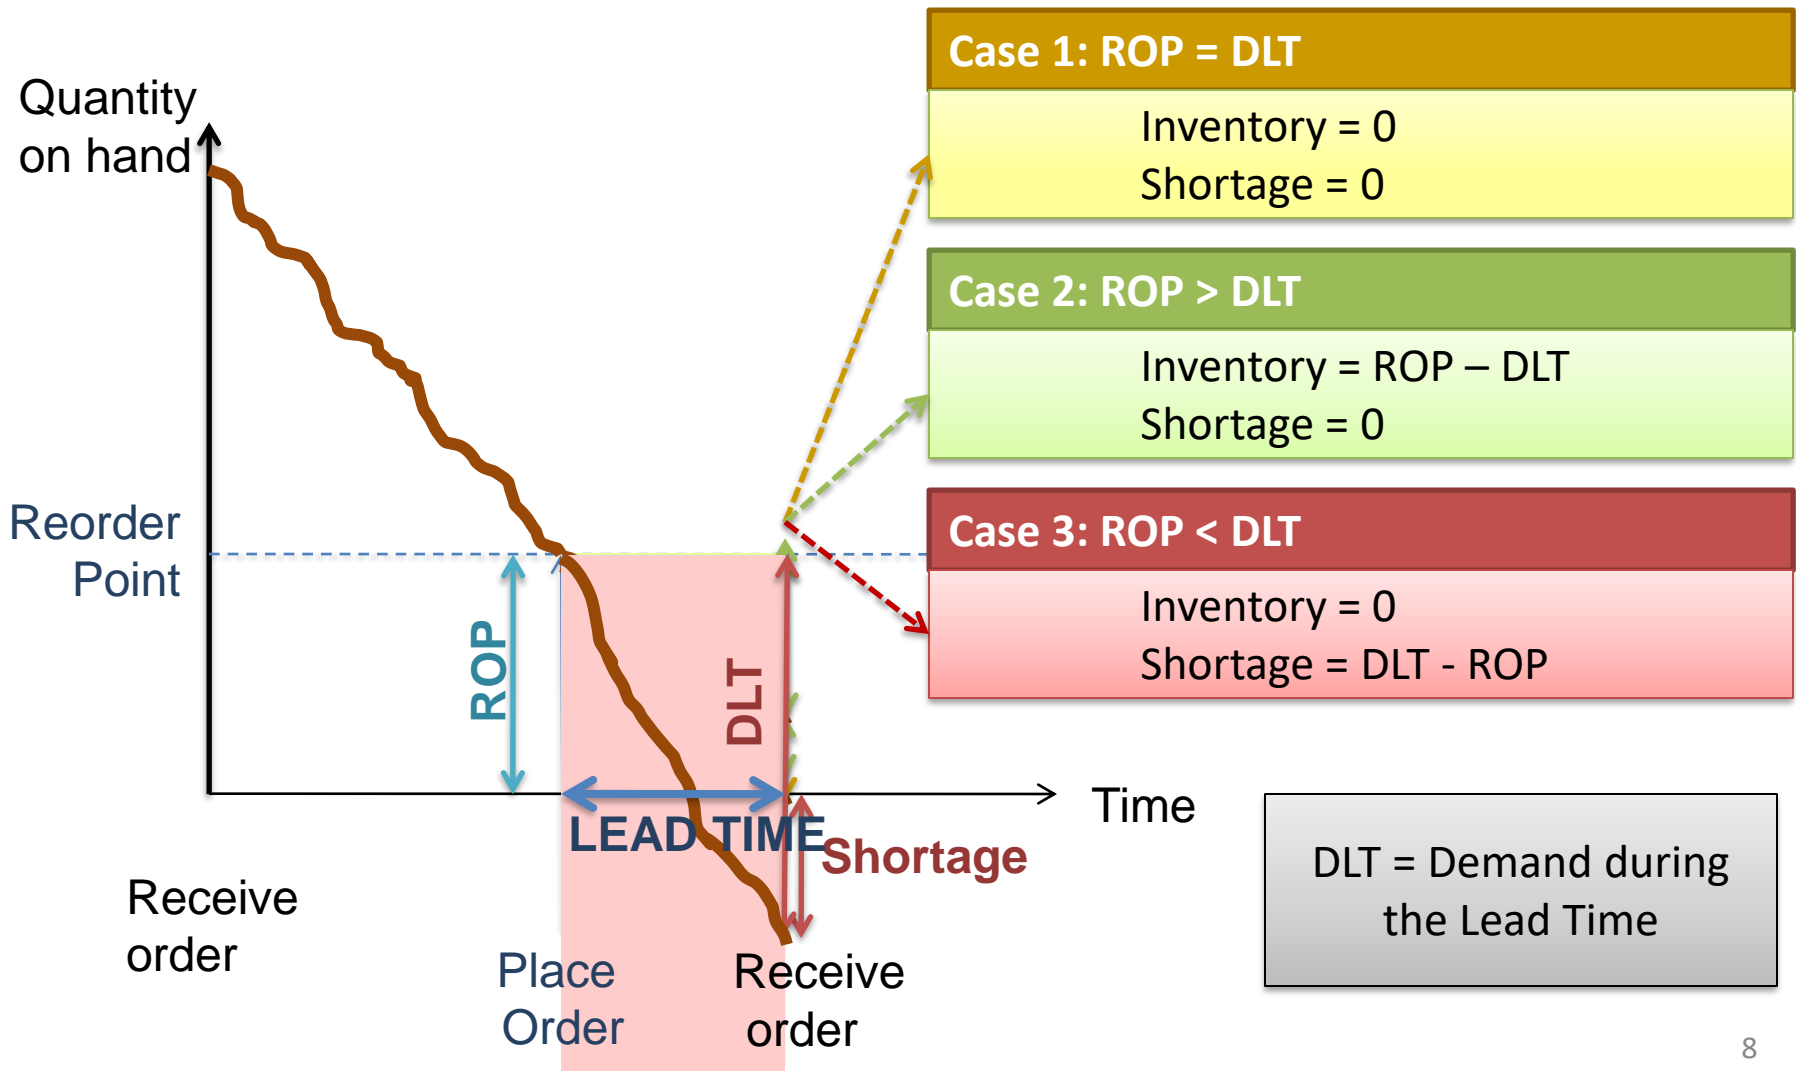 Quantity
on hand
Case 1: ROP = DLT
Inventory = 0
Shortage = 0
Case 2: ROP > DLT
Inventory = ROP – DLT
Shortage = 0
Case 3: ROP < DLT
Inventory = 0
Shortage = DLT - ROP
Reorder
Point
ROP
DLT
LEAD TIME
Time
Shortage
Receive
order
Place
Order
Receive
order
DLT = Demand during
the Lead Time
8